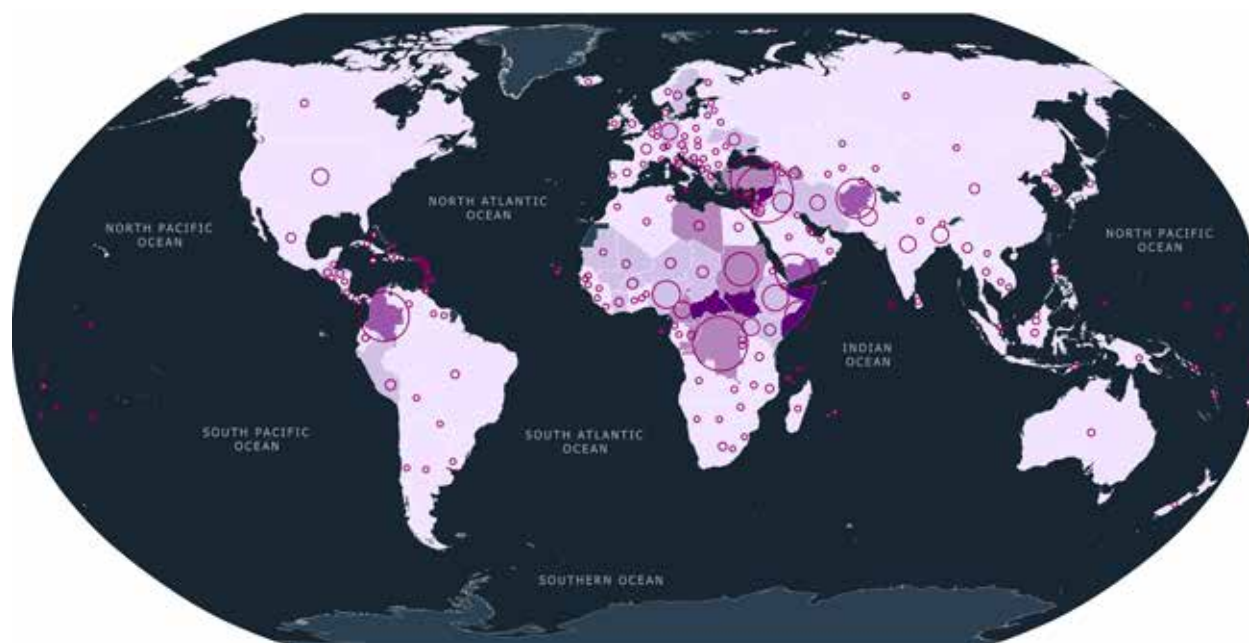 NORTH PACIFIC
OCEAN
NORTH ATLANTIC
OCEAN
NORTH PACIFIC
OCEAN
INDIAN
OCEAN
SOUTH PACIFIC
OCEAN
SOUTH ATLANTIC
OCEAN
SOUTHERN OCEAN